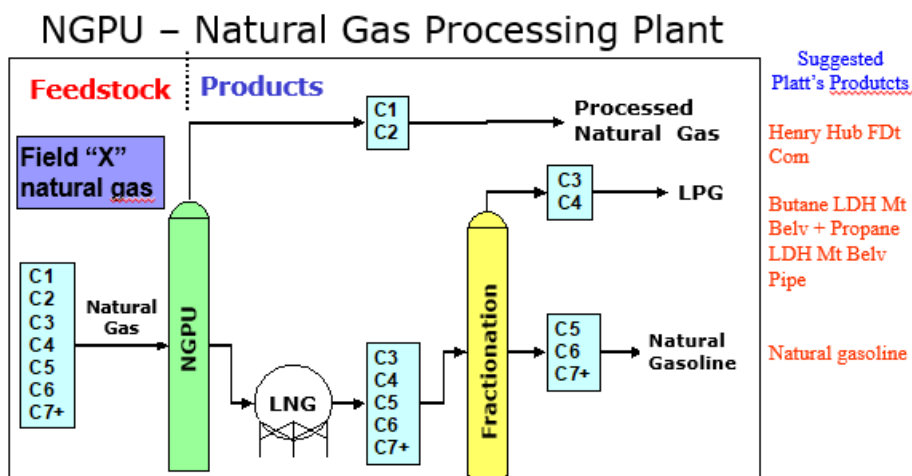 NGPU – Natural Gas Processing Plant
Feedstock
Products
Suggested
Platt's Produtcts
Field "X"
natural gas
C1
C2
Processed
Natural Gas
Henry Hub FDt
Com
C3
C4
LPG
Butane LDH Mt
Belv + Propane
LDH Mt Belv
Pipe
C1
C2
C3
C4
C5
C6
C7+
Natural
Gas
NGPU
LNG
C3
C4
C5
C6
C7+
Fractionation
C5
C6
C7+
Natural
Gasoline
Natural gasoline